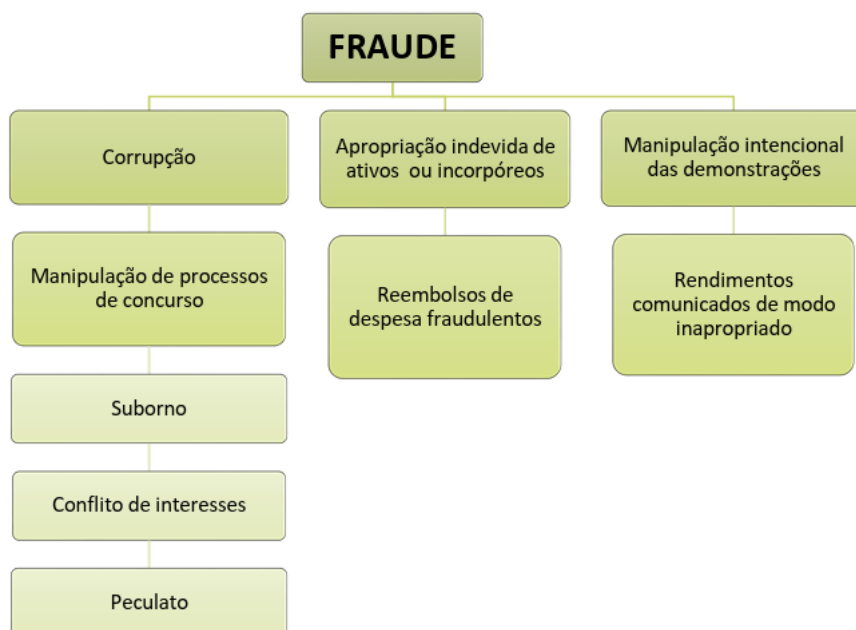 FRAUDE
Corrupção
Apropriação indevida de
ativos ou incorpóreos
Manipulação intencional
das demonstrações
Manipulação de processos
de concurso
Reembolsos de
despesa fraudulentos
Rendimentos
comunicados de modo
inapropriado
Suborno
Conflito de interesses
Peculato